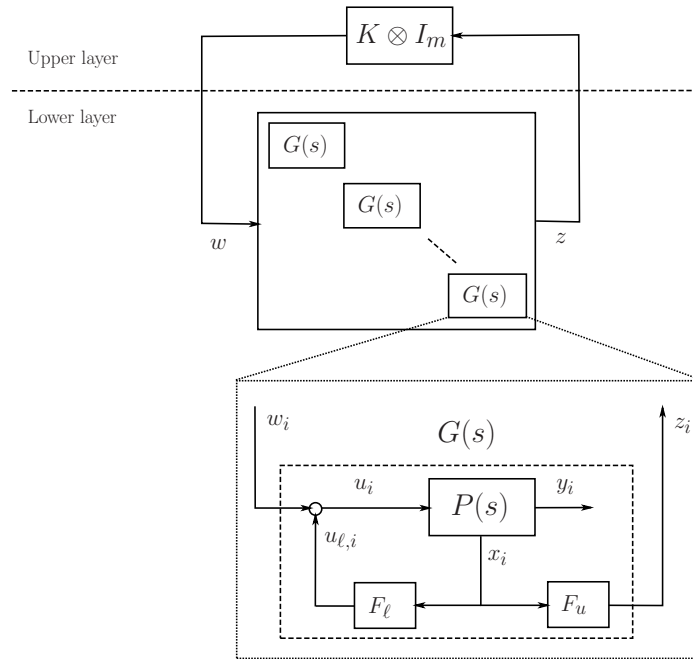 K ⊗ I_m
Upper layer
Lower layer
G(s)
G(s)
w
z
G(s)
w_i
z_i
G(s)
u_i
y_i
P(s)
u_{ℓ,i}
x_i
F_ℓ
F_u